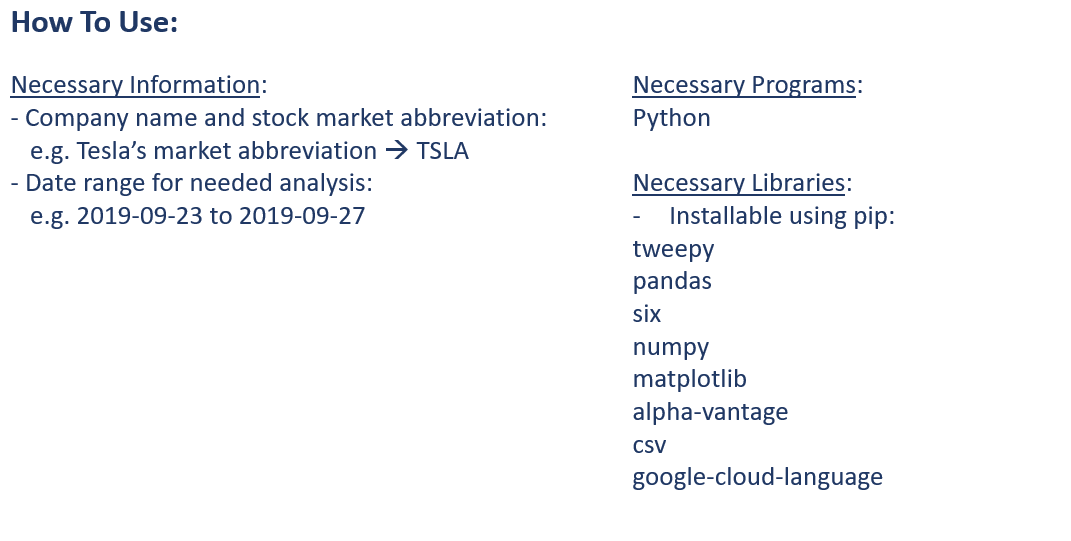 How To Use:
Necessary Information:
- Company name and stock market abbreviation:
e.g. Tesla’s market abbreviation → TSLA
- Date range for needed analysis:
e.g. 2019-09-23 to 2019-09-27
Necessary Programs:
Python
Necessary Libraries:
- Installable using pip:
tweepy
pandas
six
numpy
matplotlib
alpha-vantage
csv
google-cloud-language